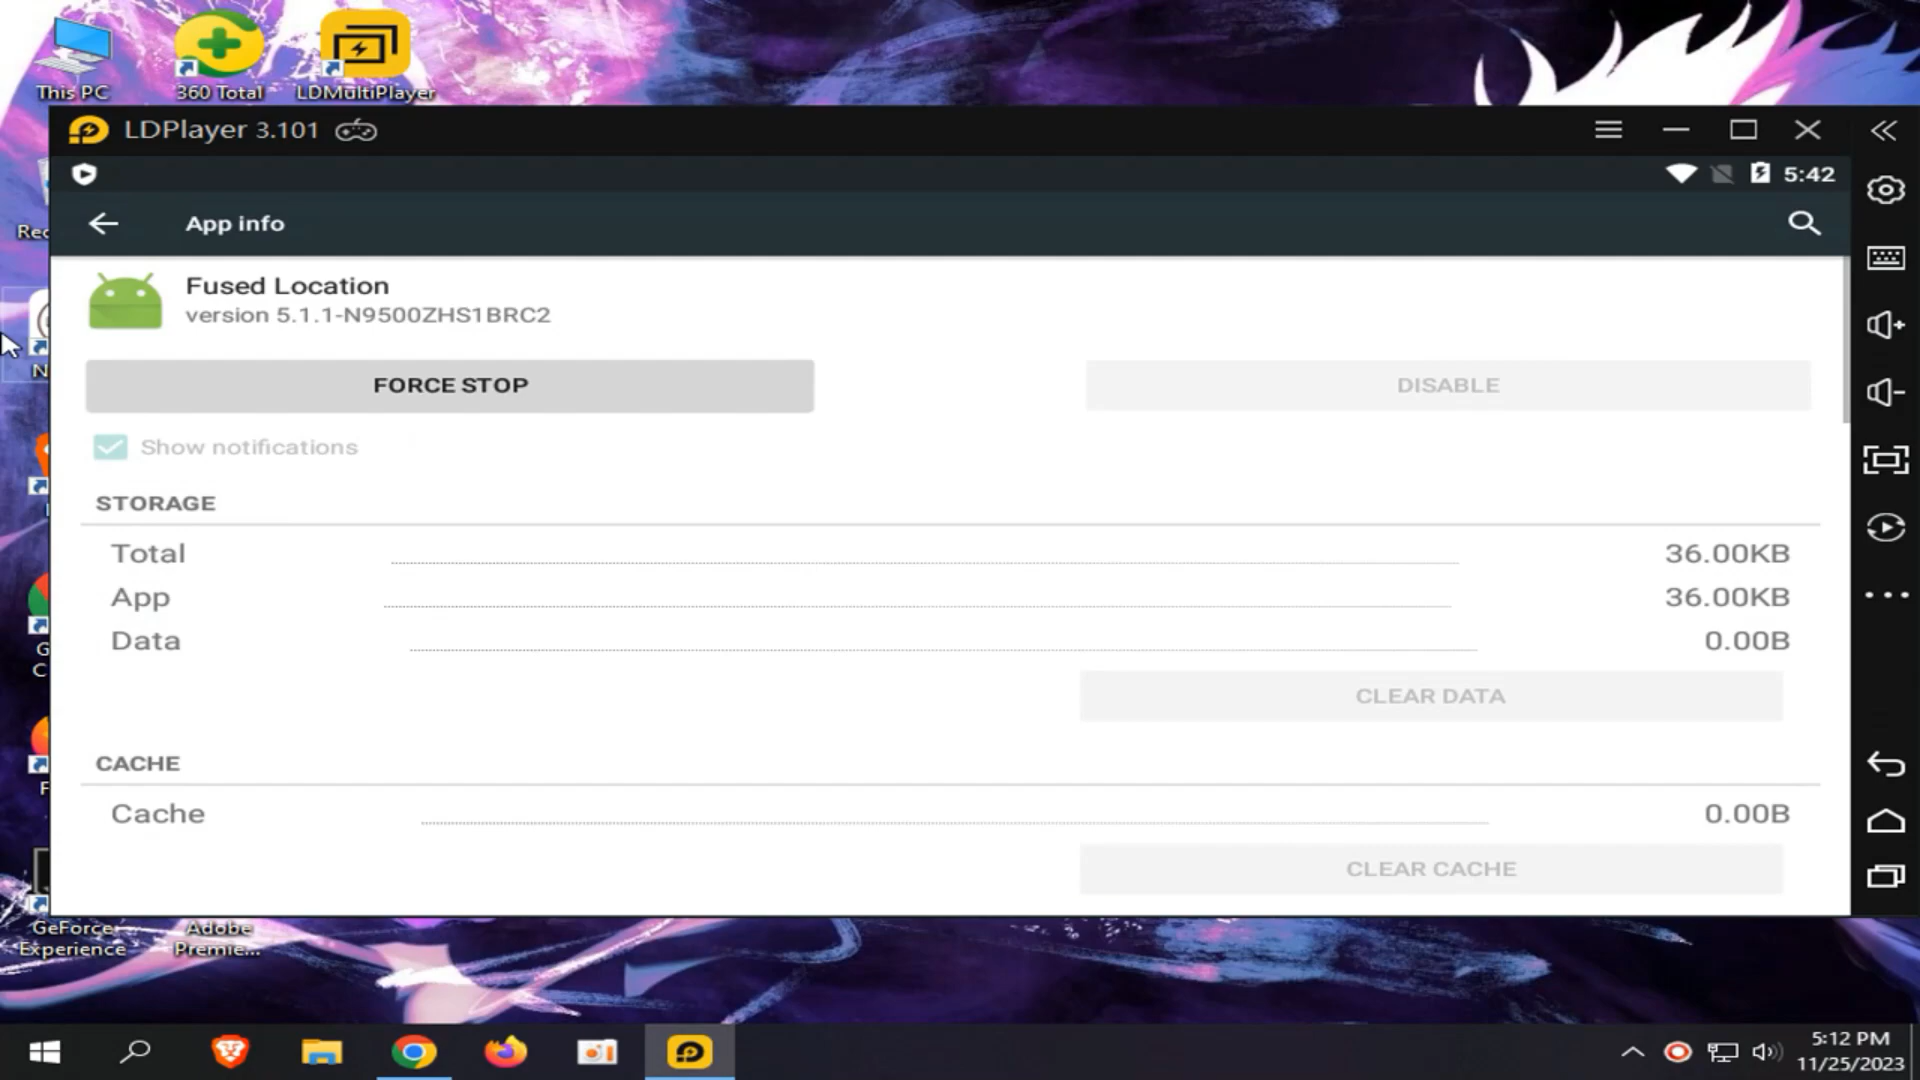 This PC
360 Total
LDMultiPlayer
LDPlayer 3.101
5:42
App info
Rec
Fused Location
version 5.1.1-N9500ZHS1BRC2
N
FORCE STOP
DISABLE
Show notifications
STORAGE
Total 36.00KB
App 36.00KB
Data 0.00B
G
C
CLEAR DATA
CACHE
F
Cache 0.00B
CLEAR CACHE
GeForce
Experience
Adobe
Premie...
5:12 PM
11/25/2023